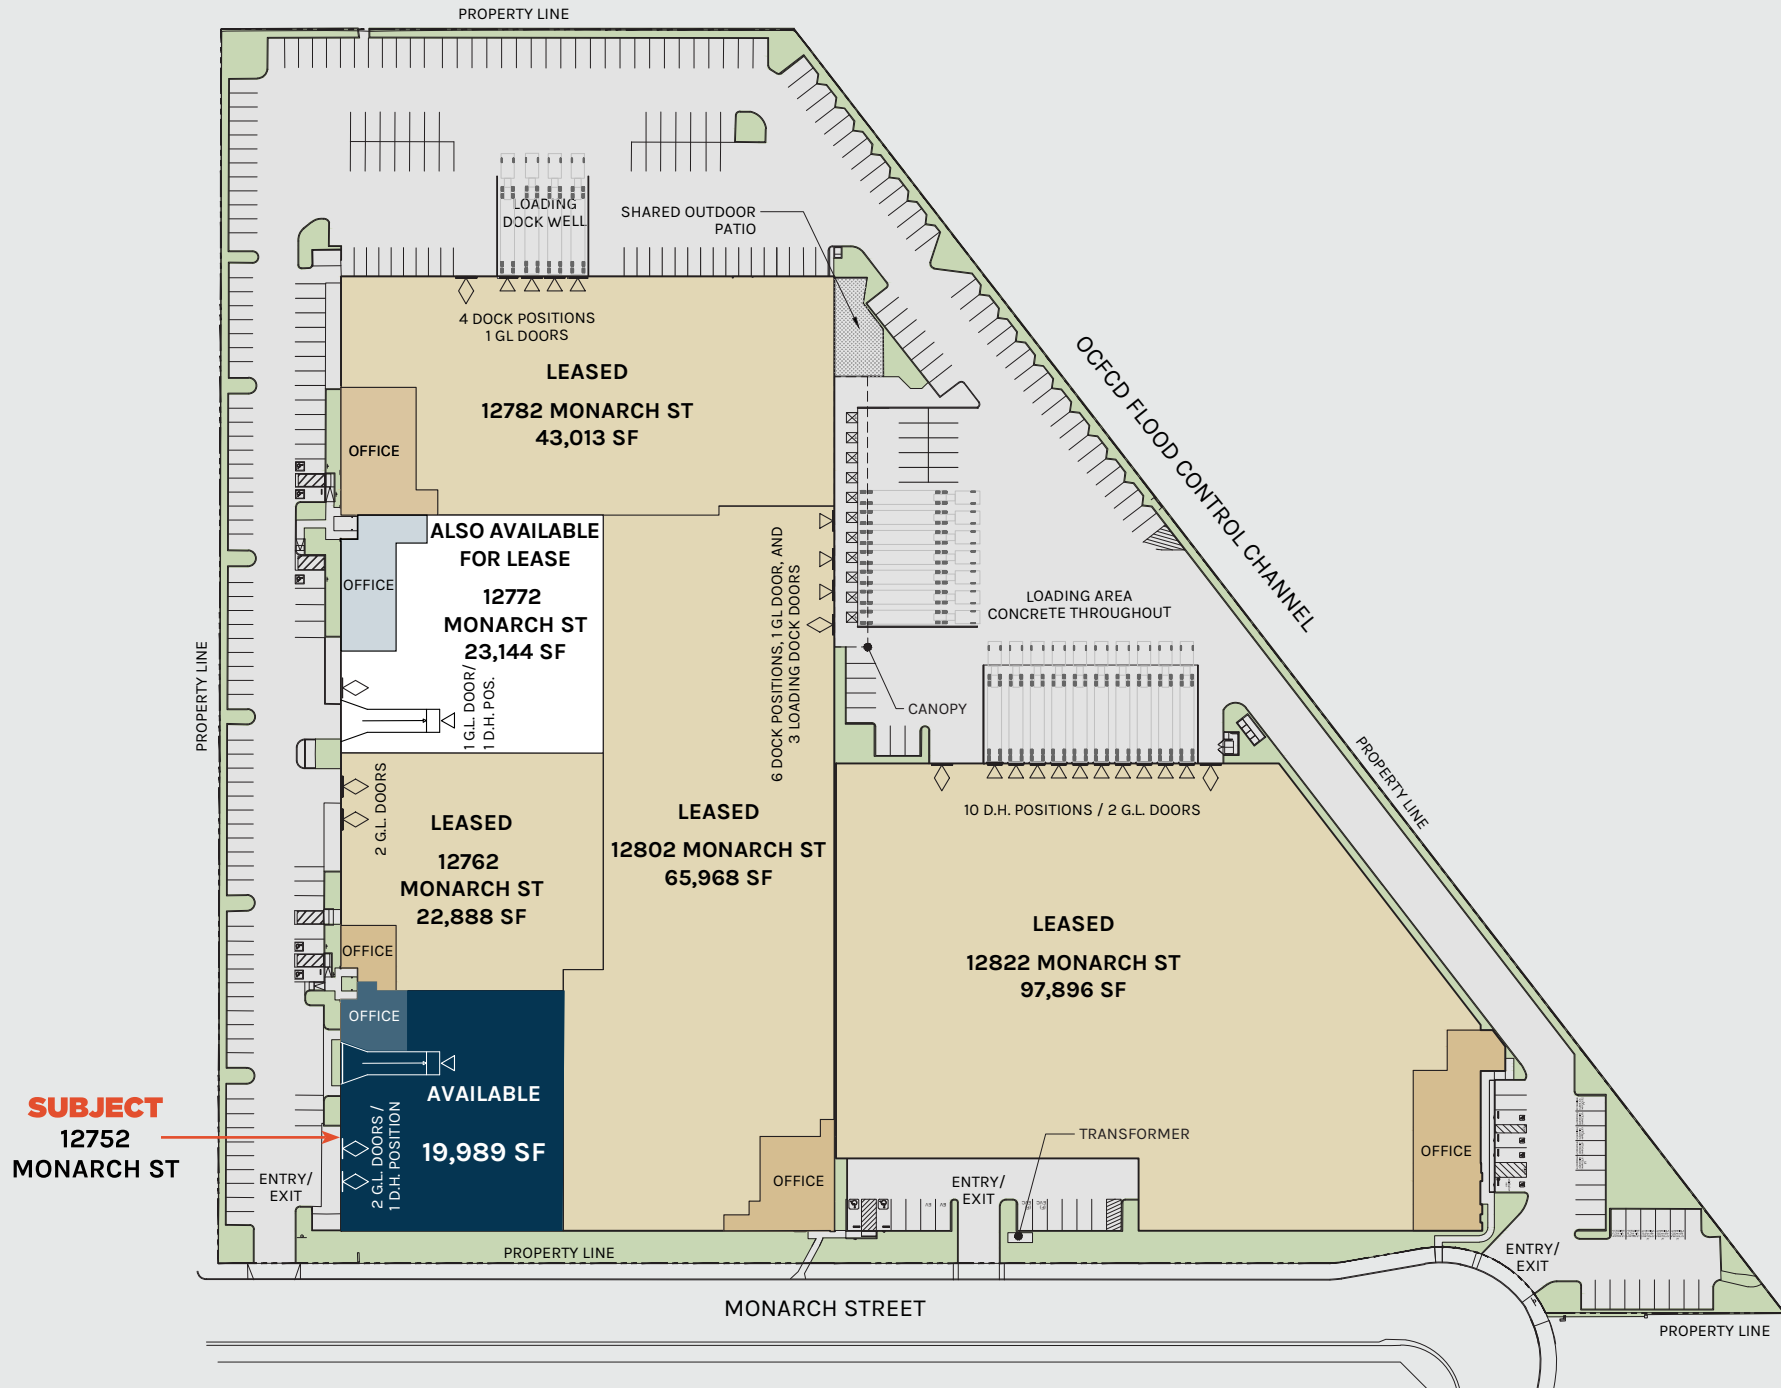 PROPERTY LINE
LOADING
DOCK WELL
SHARED OUTDOOR
PATIO
4 DOCK POSITIONS
1 GL DOORS
LEASED
12782 MONARCH ST
43,013 SF
OFFICE
OCFCD FLOOD CONTROL CHANNEL
ALSO AVAILABLE
FOR LEASE
12772
MONARCH ST
23,144 SF
OFFICE
1 G.L. DOOR/
1 D.H. POS.
6 DOCK POSITIONS, 1 GL DOOR, AND
3 LOADING DOCK DOORS
LOADING AREA
CONCRETE THROUGHOUT
CANOPY
PROPERTY LINE
PROPERTY LINE
2 G.L. DOORS
LEASED
12762
MONARCH ST
22,888 SF
OFFICE
LEASED
12802 MONARCH ST
65,968 SF
10 D.H. POSITIONS / 2 G.L. DOORS
LEASED
12822 MONARCH ST
97,896 SF
OFFICE
AVAILABLE
19,989 SF
2 G.L. DOORS /
1 D.H. POSITION
SUBJECT
12752
MONARCH ST
ENTRY/
EXIT
OFFICE
ENTRY/
EXIT
TRANSFORMER
OFFICE
ENTRY/
EXIT
PROPERTY LINE
MONARCH STREET
PROPERTY LINE